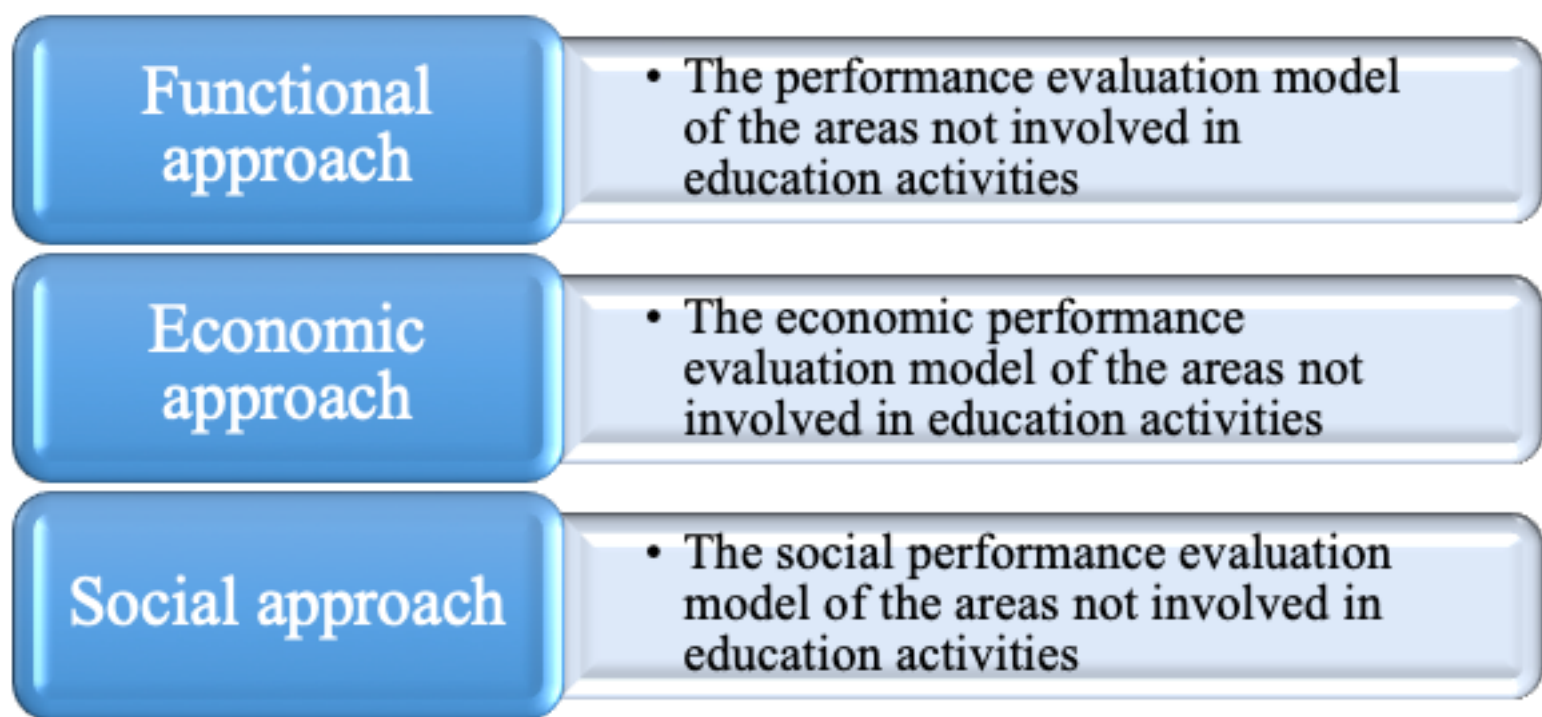 Functional
approach
• The performance evaluation model
of the areas not involved in
education activities
Economic
approach
• The economic performance
evaluation model of the areas not
involved in education activities
Social approach
• The social performance evaluation
model of the areas not involved in
education activities